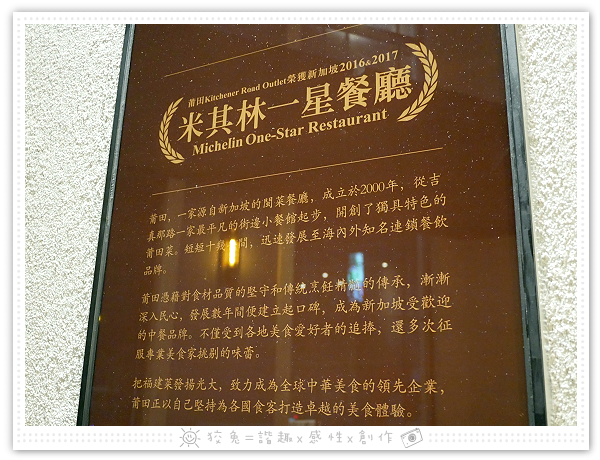 莆田Kitchener Road Outlet榮獲新加坡2016&2017
米其林一星餐廳
Michelin One-Star Restaurant
莆田，一家源自新加坡的閩菜餐廳，成立於2000年，從吉
真那路一家最平凡的街邊小餐館起步，開創了獨具特色的
莆田菜。短短十幾 間，迅速發展至海內外知名連鎖餐飲
品牌。
莆田憑藉對食材品質的堅守和傳統烹飪精髓的傳承，漸漸
深入民心，發展數年間便建立起口碑，成為新加坡受歡迎
的中餐品牌。不僅受到各地美食愛好者的追捧，還多次征
服專業美食家挑剔的味蕾。
把福建菜發揚光大，致力成為全球中華美食的領先企業，
莆田正以自己堅持為各國食客打造卓越的美食體驗。
狡兔=諧趣x感性x創作